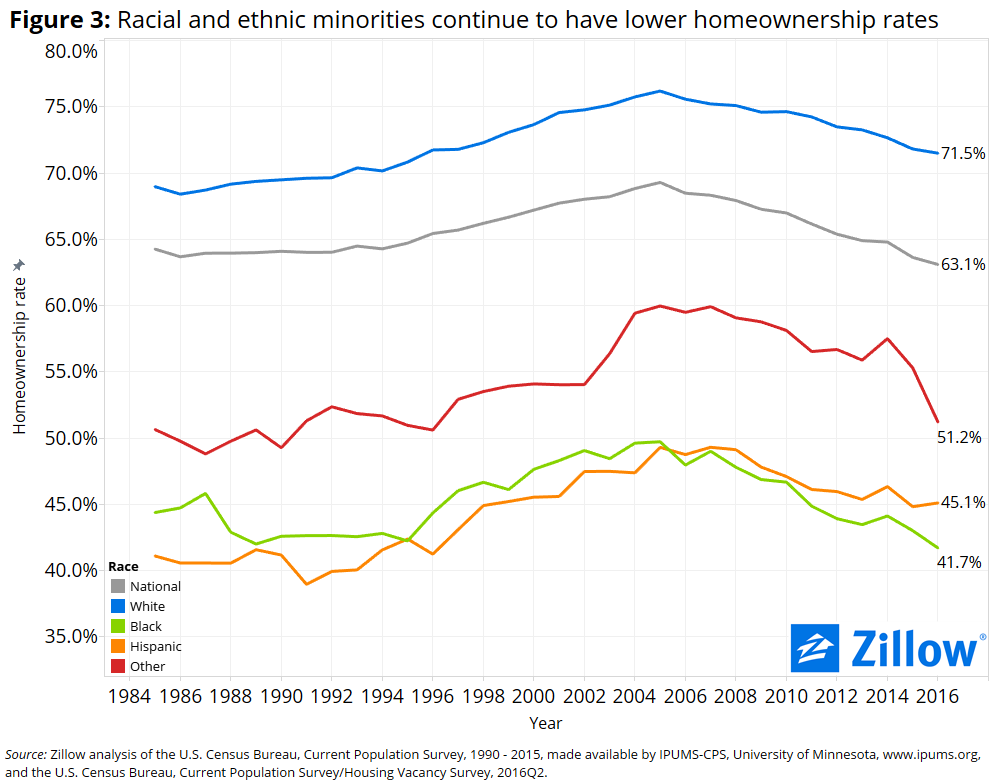 Figure 3: Racial and ethnic minorities continue to have lower homeownership rates
80.0%
75.0%
70.0%
65.0%
60.0%
55.0%
50.0%
45.0%
40.0%
35.0%
Homeownership rate
71.5%
63.1%
51.2%
45.1%
41.7%
Race
National
White
Black
Hispanic
Other
Zillow®
1984 1986 1988 1990 1992 1994 1996 1998 2000 2002 2004 2006 2008 2010 2012 2014 2016
Year
Source: Zillow analysis of the U.S. Census Bureau, Current Population Survey, 1990 - 2015, made available by IPUMS-CPS, University of Minnesota, www.ipums.org,
and the U.S. Census Bureau, Current Population Survey/Housing Vacancy Survey, 2016Q2.